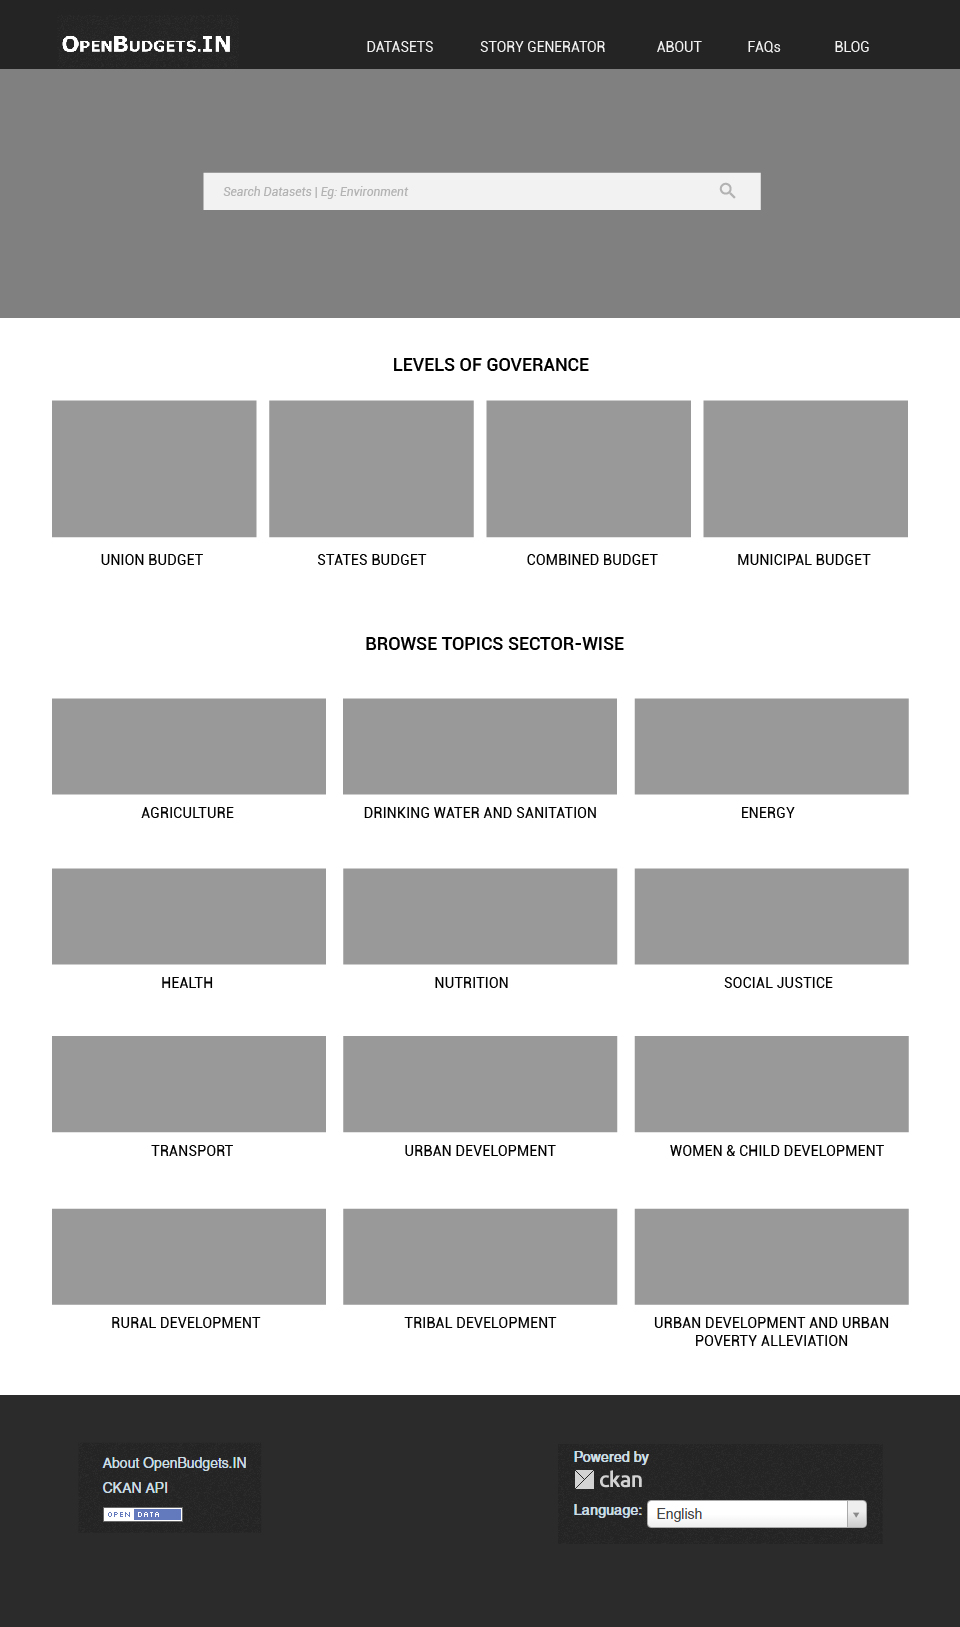 OpenBudgets.IN
DATASETS STORY GENERATOR ABOUT FAQs BLOG
Search Datasets | Eg: Environment
LEVELS OF GOVERANCE
UNION BUDGET STATES BUDGET COMBINED BUDGET MUNICIPAL BUDGET
BROWSE TOPICS SECTOR-WISE
AGRICULTURE DRINKING WATER AND SANITATION ENERGY
HEALTH NUTRITION SOCIAL JUSTICE
TRANSPORT URBAN DEVELOPMENT WOMEN & CHILD DEVELOPMENT
RURAL DEVELOPMENT TRIBAL DEVELOPMENT URBAN DEVELOPMENT AND URBAN
POVERTY ALLEVIATION
About OpenBudgets.IN
CKAN API
OPEN DATA
Powered by
ckan
Language: English